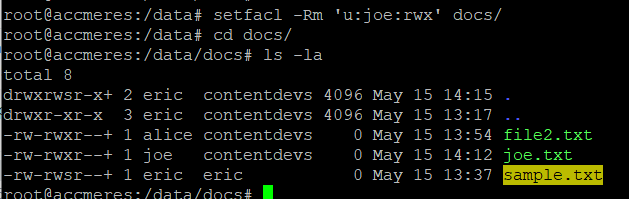 root@accmeres:/data# setfacl -Rm 'u:joe:rwx' docs/
root@accmeres:/data# cd docs/
root@accmeres:/data/docs# ls -la
total 8
drwxrwsr-x+ 2 eric  contentdevs 4096 May 15 14:15 .
drwxr-xr-x  3 eric  contentdevs 4096 May 15 13:17 ..
-rw-rwxr--+ 1 alice contentdevs    0 May 15 13:54 file2.txt
-rw-rwxr--+ 1 joe   contentdevs    0 May 15 14:12 joe.txt
-rw-rwxr--+ 1 eric  eric           0 May 15 13:37 sample.txt
root@accmeres:/data/docs#